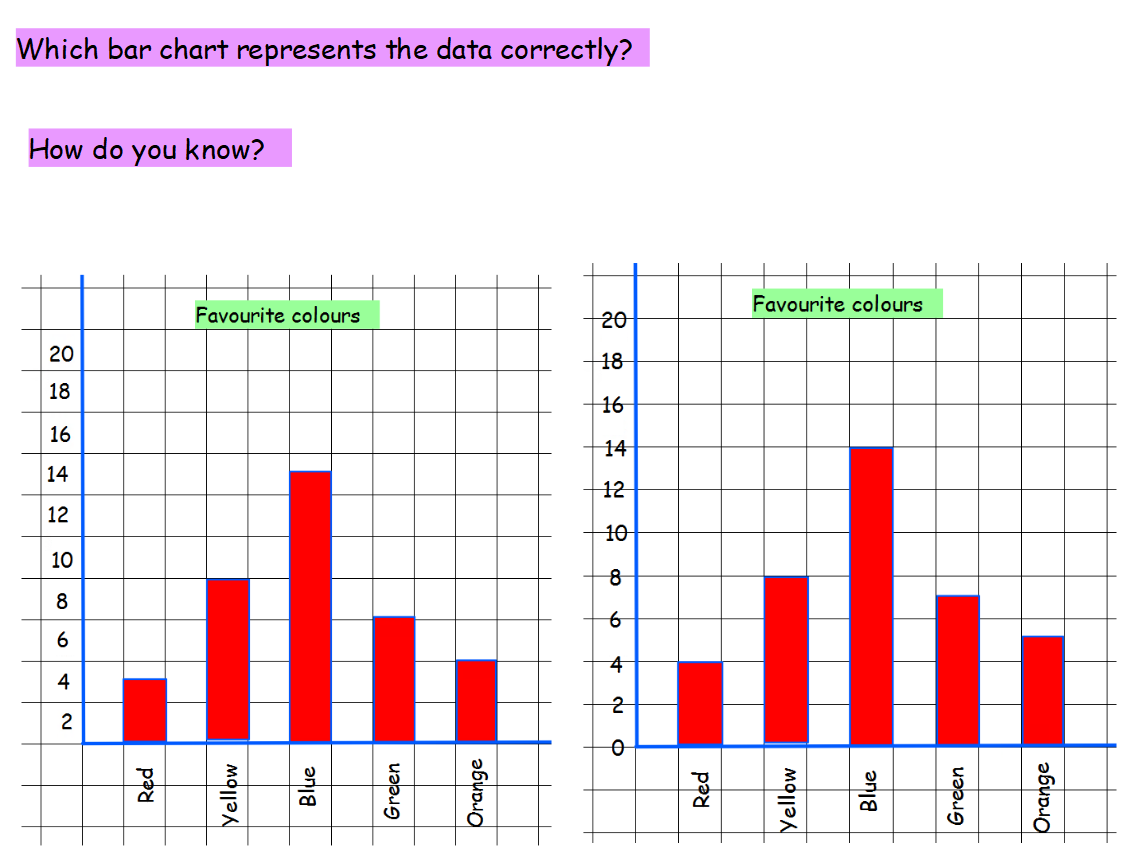 Which bar chart represents the data correctly?
How do you know?
Favourite colours
20
18
16
14
12
10
8
6
4
2
Red
Yellow
Blue
Green
Orange
Favourite colours
20
18
16
14
12
10
8
6
4
2
0
Red
Yellow
Blue
Green
Orange